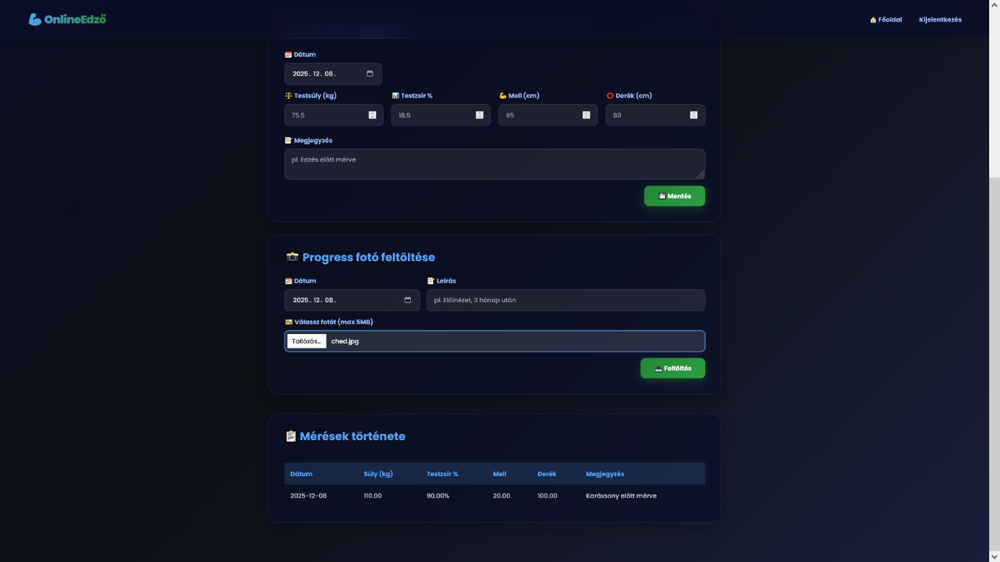 OnlineEdző
Főoldal
Kijelentkezés
Dátum
2025. 12. 08.
Testsúly (kg)
Testzsír %
Mell (cm)
Derék (cm)
75.5
18.5
95
80
Megjegyzés
pl. Edzés előtt mérve
Mentés
Progress fotó feltöltése
Dátum
Leírás
2025. 12. 08.
pl. Elölnézet, 3 hónap után
Válassz fotót (max 5MB)
Tallózás… ched.jpg
Feltöltés
Mérések története
Dátum Súly (kg) Testzsír % Mell Derék Megjegyzés
2025-12-08 110.00 90.00% 20.00 100.00 Karáxsony előtt mérve